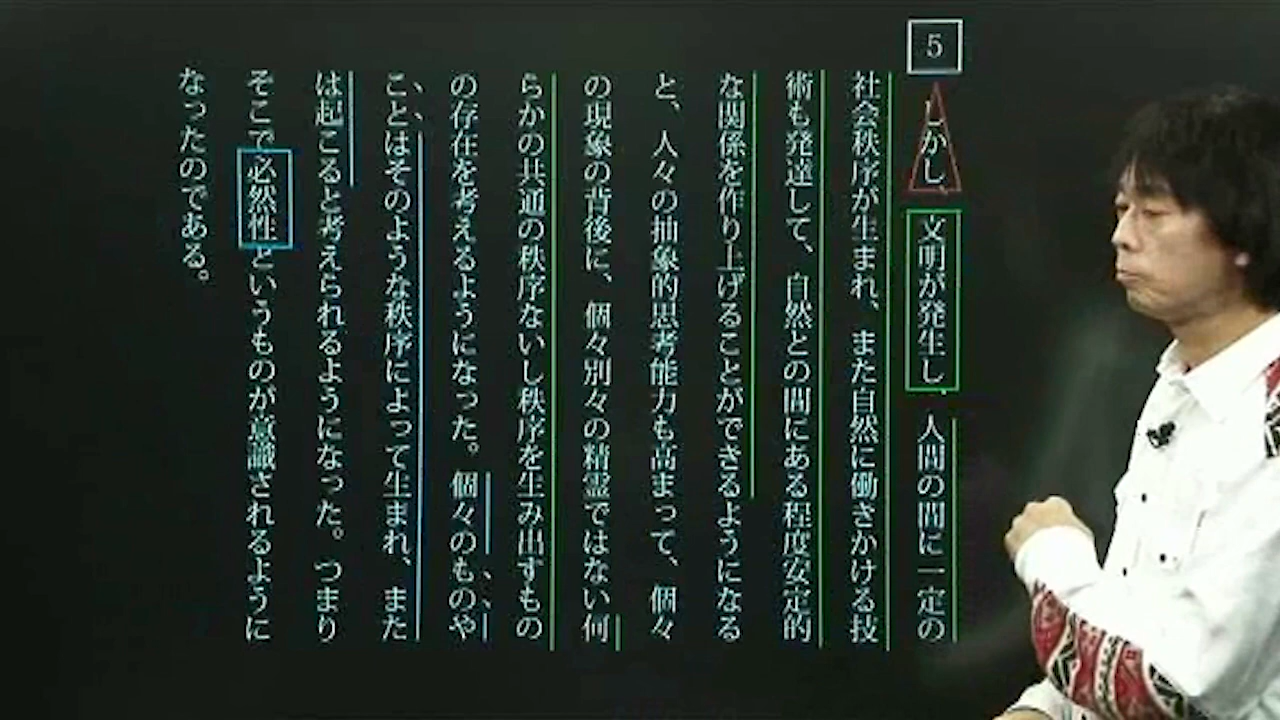 5
しかし、文明が発生し、人間の間に一定の
社会秩序が生まれ、また自然に働きかける技
術も発達して、自然との間にある程度安定的
な関係を作り上げることができるようになる
と、人々の抽象的思考能力も高まって、個々
の現象の背後に、個々別々の精霊ではない何
らかの共通の秩序ないし秩序を生み出すもの
の存在を考えるようになった。個々のものや
ことはそのような秩序によって生まれ、また
は起こると考えられるようになった。つまり
そこで必然性というものが意識されるように
なったのである。